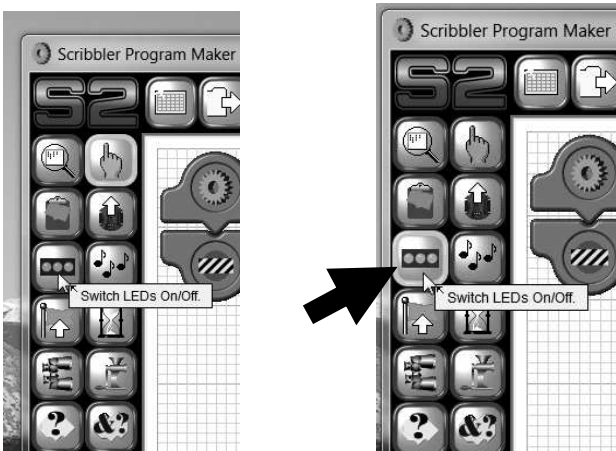 Scribbler Program Maker
S2
Switch LEDs On/Off.
?
&?
Scribbler Program Maker
S2
Switch LEDs On/Off.
?
&?